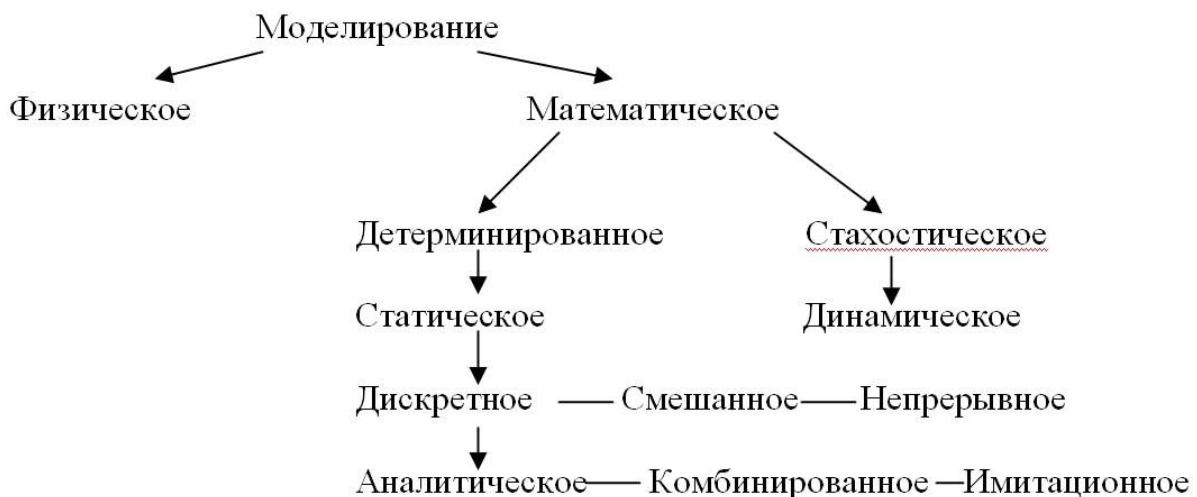 Моделирование
Физическое Математическое
Детерминированное Стахостическое
Статическое Динамическое
Дискретное Смешанное Непрерывное
Аналитическое Комбинированное Имитационное